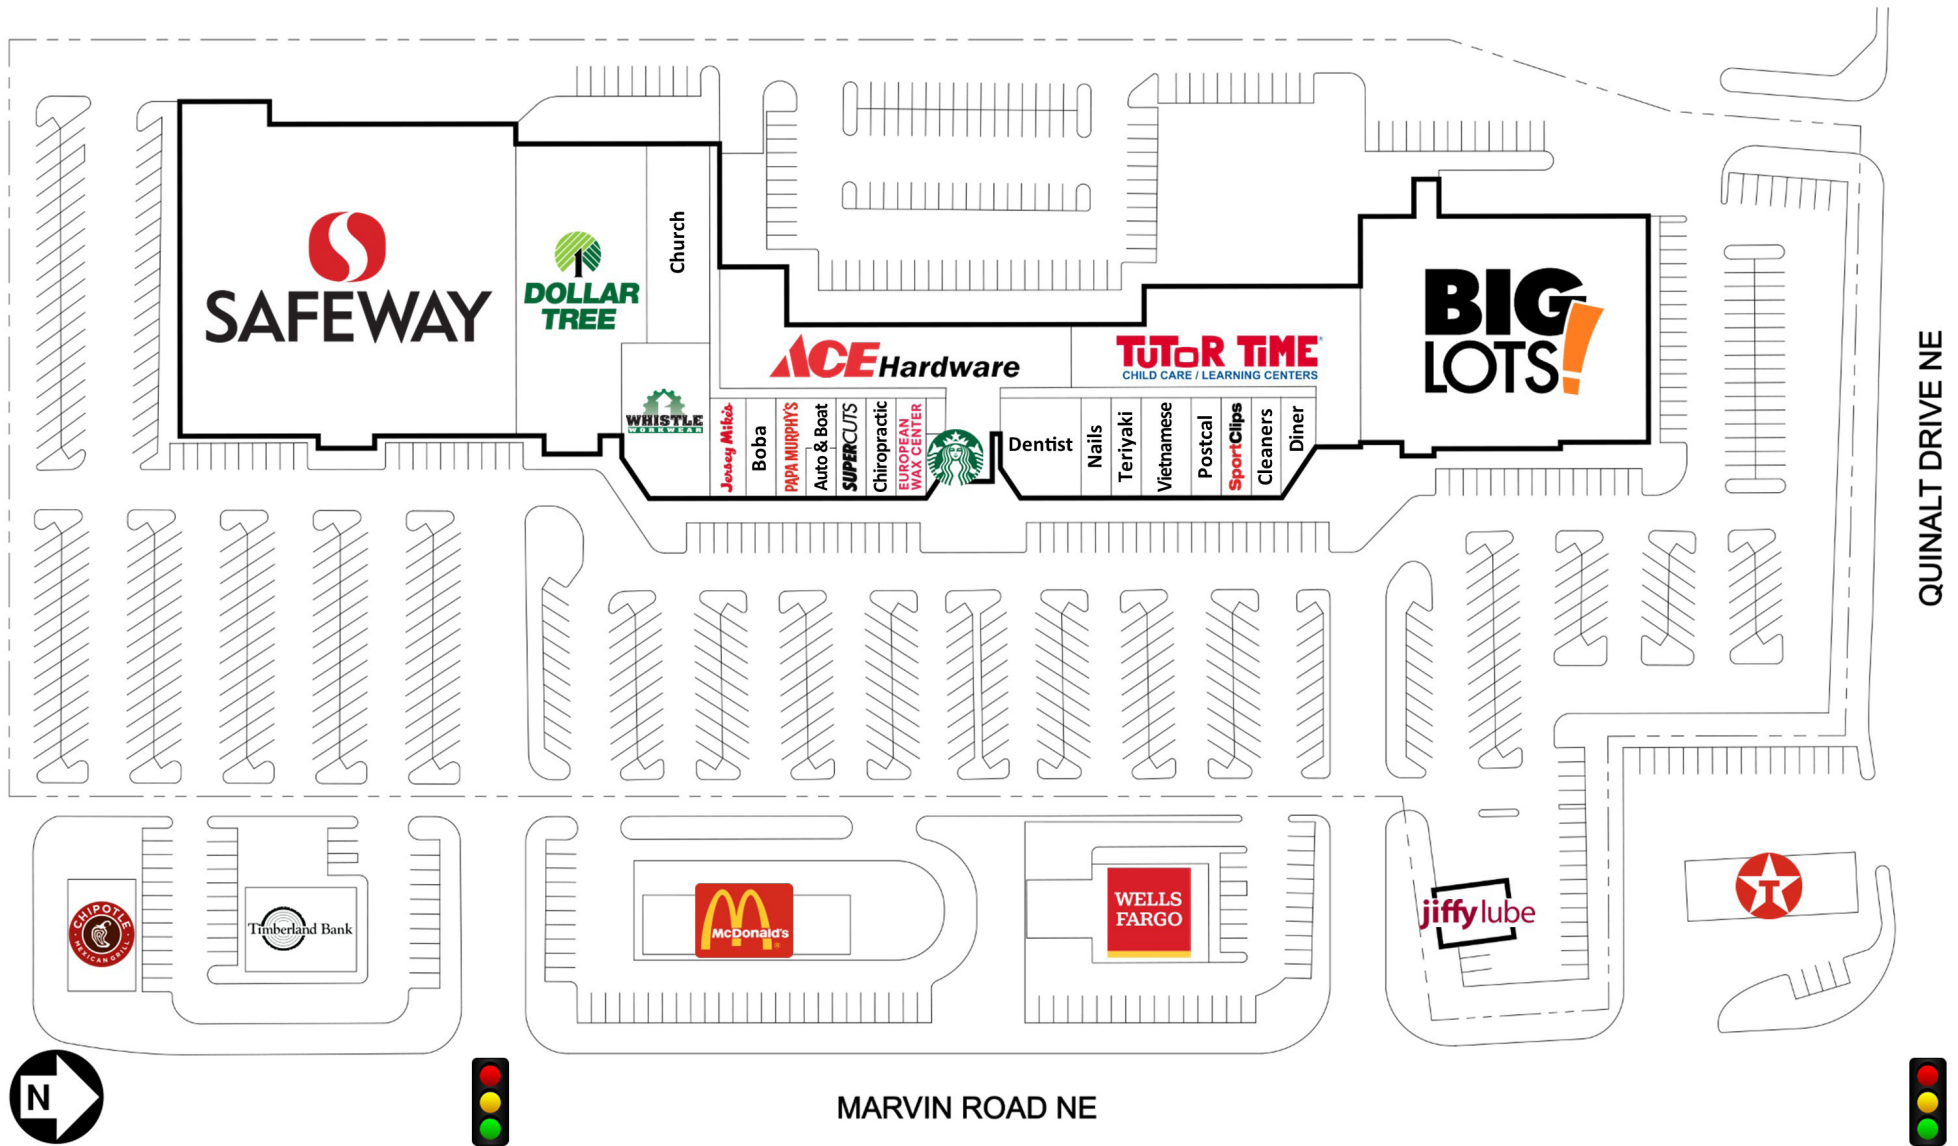 SAFEWAY
DOLLAR
TREE
Church
WHISTLE
WORKWEAR
ACE Hardware
TUTOR TIME
CHILD CARE / LEARNING CENTERS
BIG
LOTS!
Jersey Mike's
Boba
PAPA MURPHY'S
Auto & Boat
SUPERCUTS
Chiropractic
EUROPEAN
WAX CENTER
Dentist
Nails
Teriyaki
Vietnamese
Postcal
SportClips
Cleaners
Diner
QUINALT DRIVE NE
CHIPOTLE
MEXICAN GRILL
Timberland Bank
McDonald's
WELLS
FARGO
jiffy lube
T
N
MARVIN ROAD NE